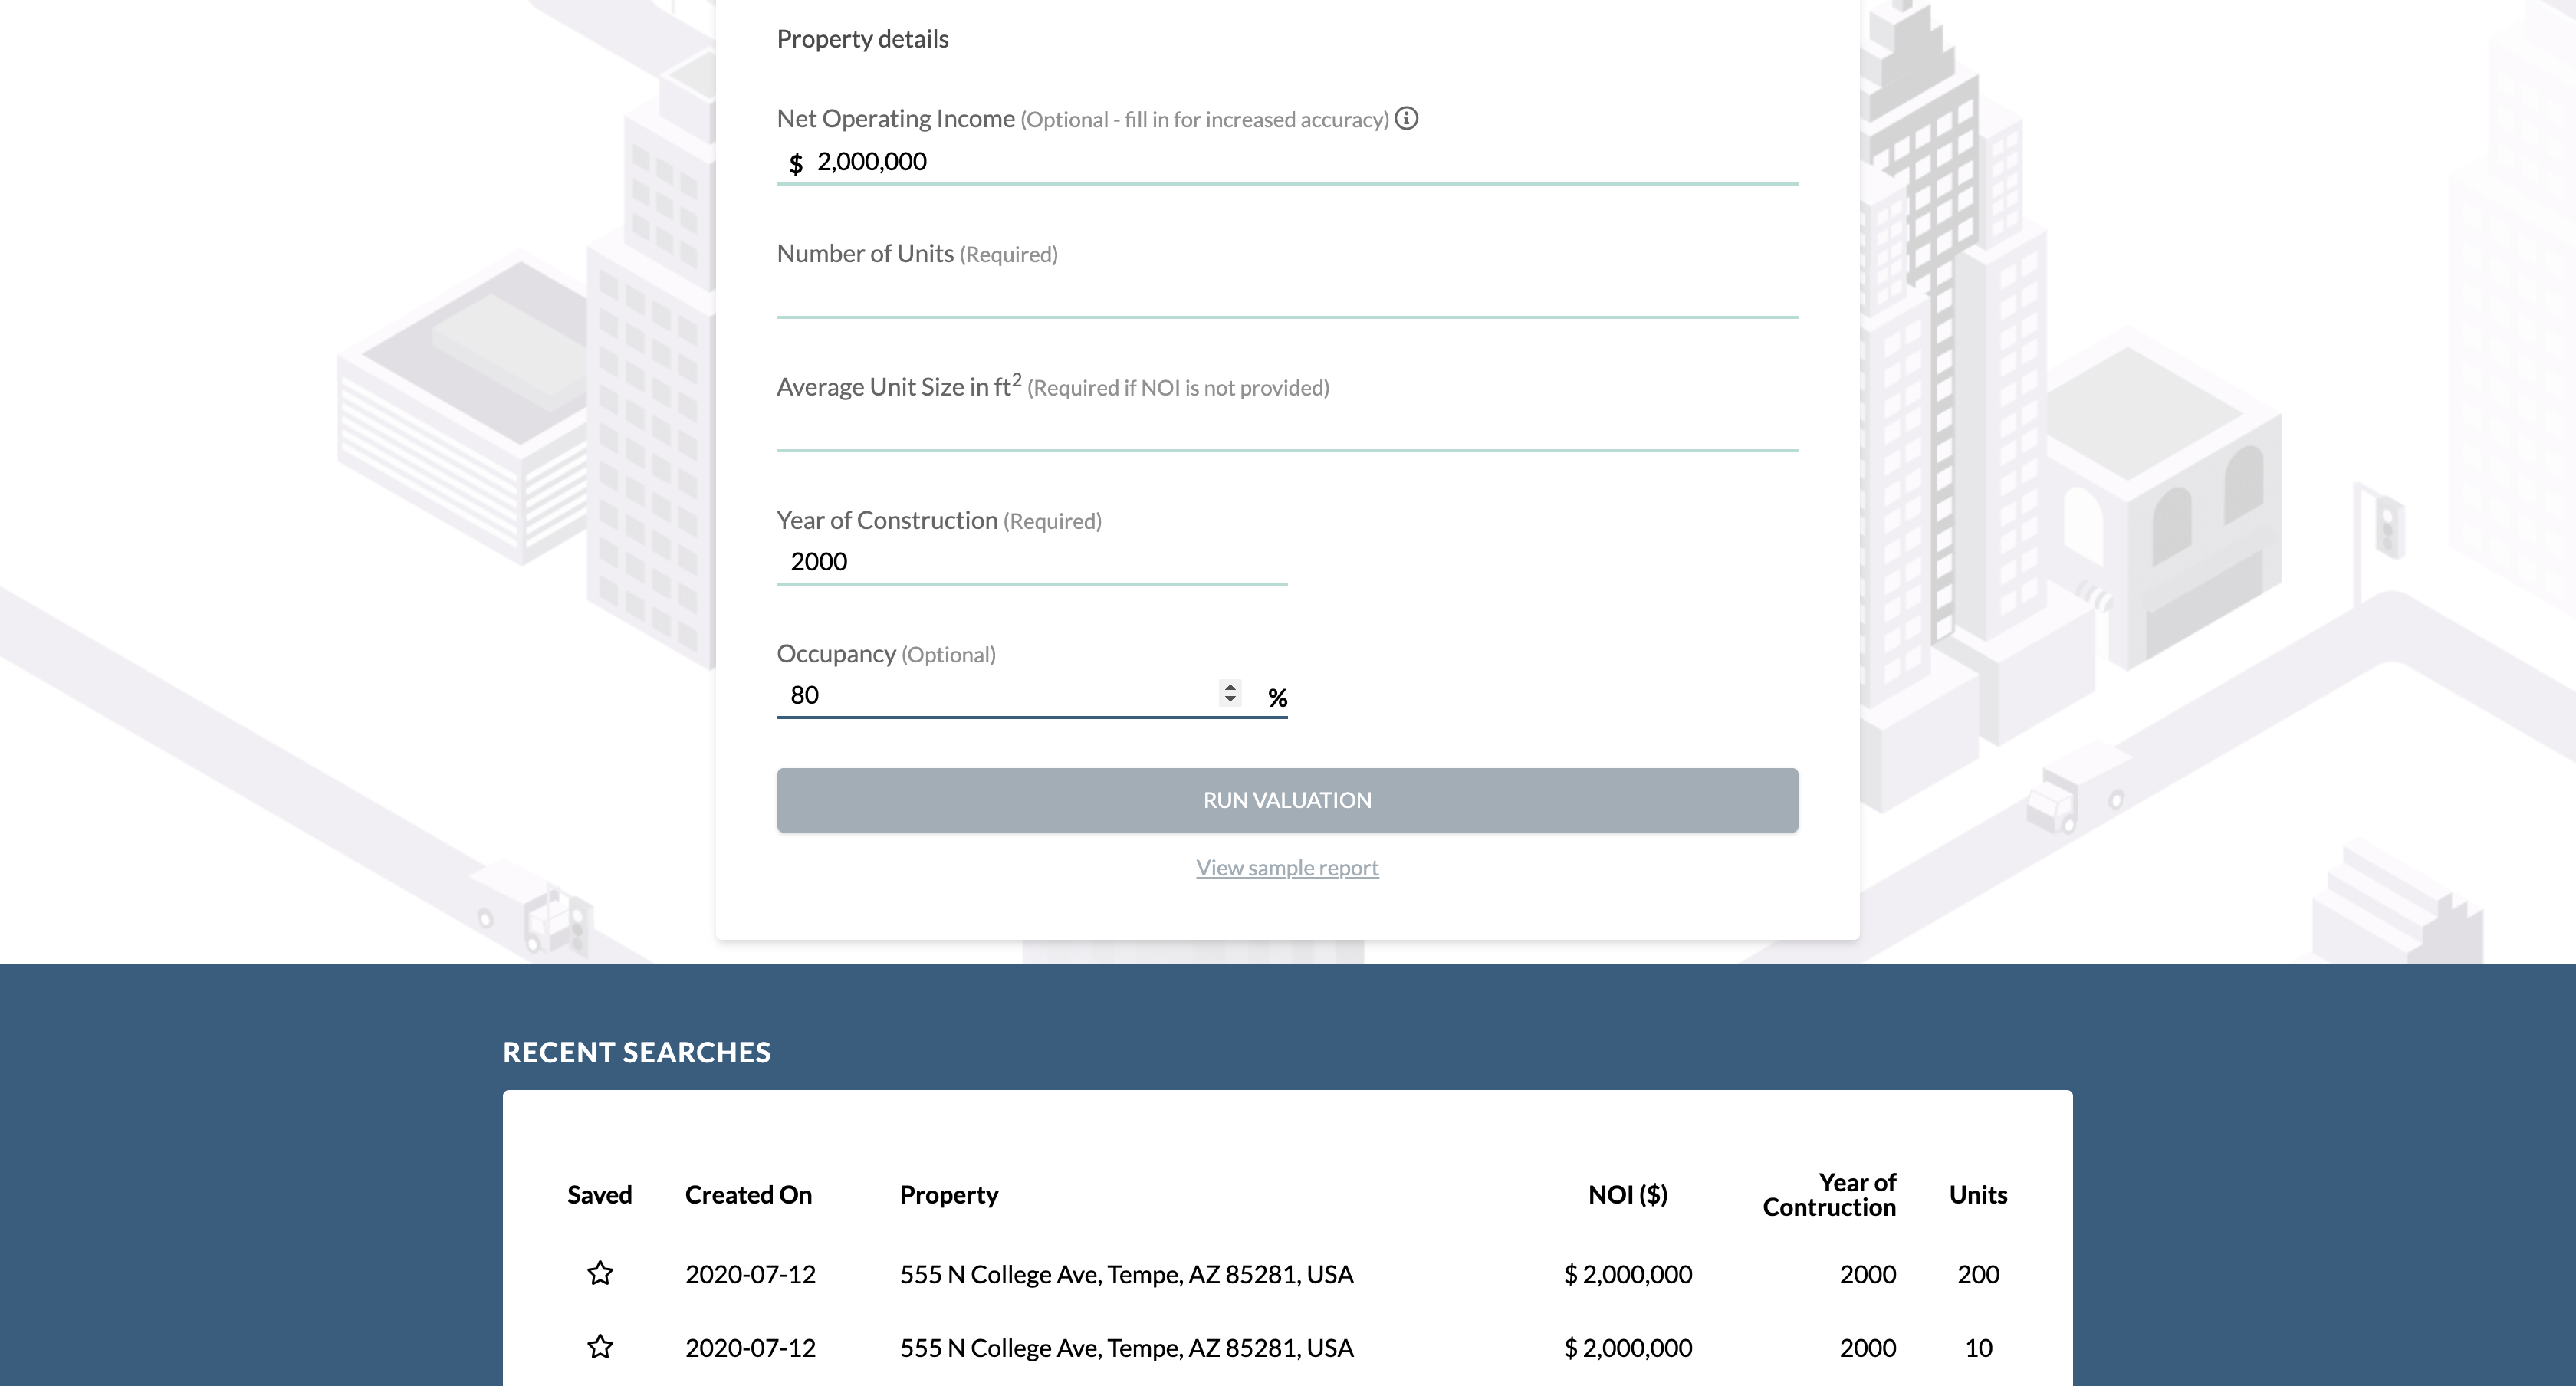 Property details
Net Operating Income (Optional - fill in for increased accuracy)
$ 2,000,000
Number of Units (Required)
Average Unit Size in ft² (Required if NOI is not provided)
Year of Construction (Required)
2000
Occupancy (Optional)
80 %
RUN VALUATION
View sample report
RECENT SEARCHES
Saved Created On Property NOI ($) Year of Contruction Units
2020-07-12 555 N College Ave, Tempe, AZ 85281, USA $ 2,000,000 2000 200
2020-07-12 555 N College Ave, Tempe, AZ 85281, USA $ 2,000,000 2000 10